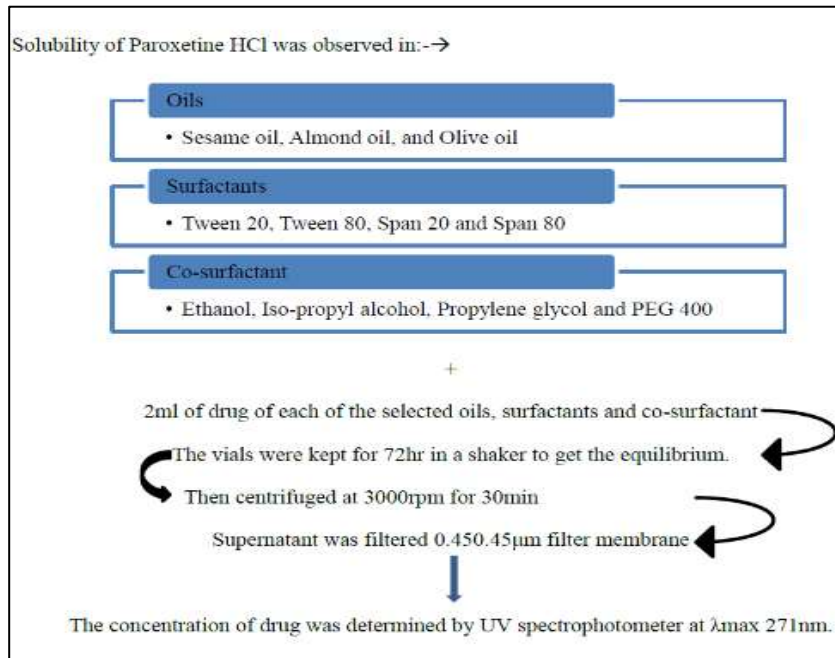 Solubility of Paroxetine HCl was observed in:-→
Oils
• Sesame oil, Almond oil, and Olive oil
Surfactants
• Tween 20, Tween 80, Span 20 and Span 80
Co-surfactant
• Ethanol, Iso-propyl alcohol, Propylene glycol and PEG 400
+
2ml of drug of each of the selected oils, surfactants and co-surfactant
The vials were kept for 72hr in a shaker to get the equilibrium.
Then centrifuged at 3000rpm for 30min
Supernatant was filtered 0.450.45μm filter membrane
The concentration of drug was determined by UV spectrophotometer at λmax 271nm.